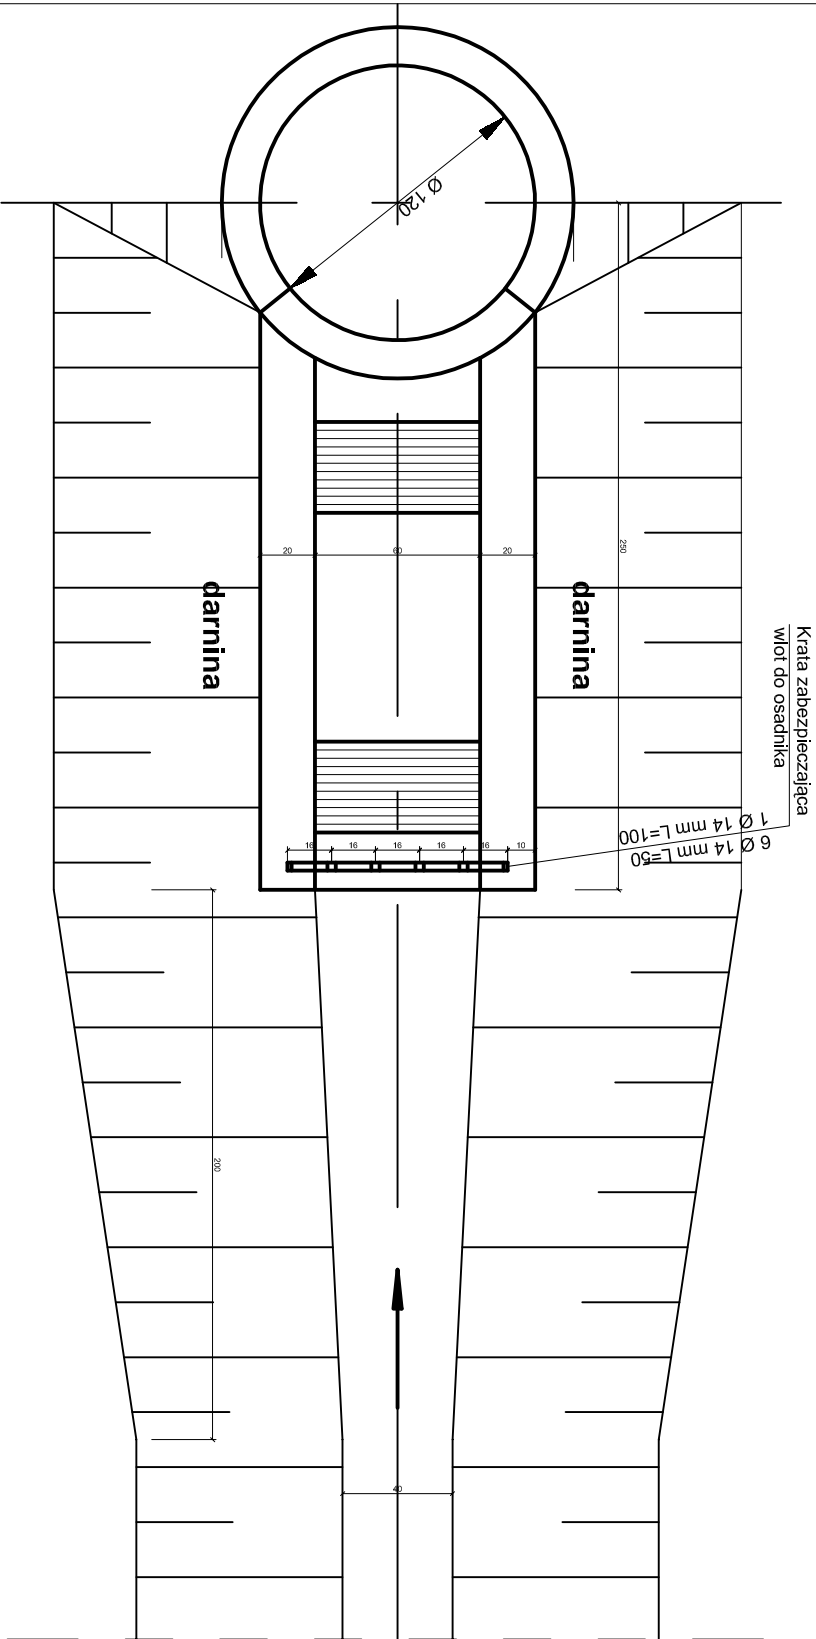 Ø 120
250
20
60
20
darnina
darnina
Krata zabezpieczająca
wlot do osadnika
1 Ø 14 mm L=100
6 Ø 14 mm L=50
16
16
16
16
16
10
200
40